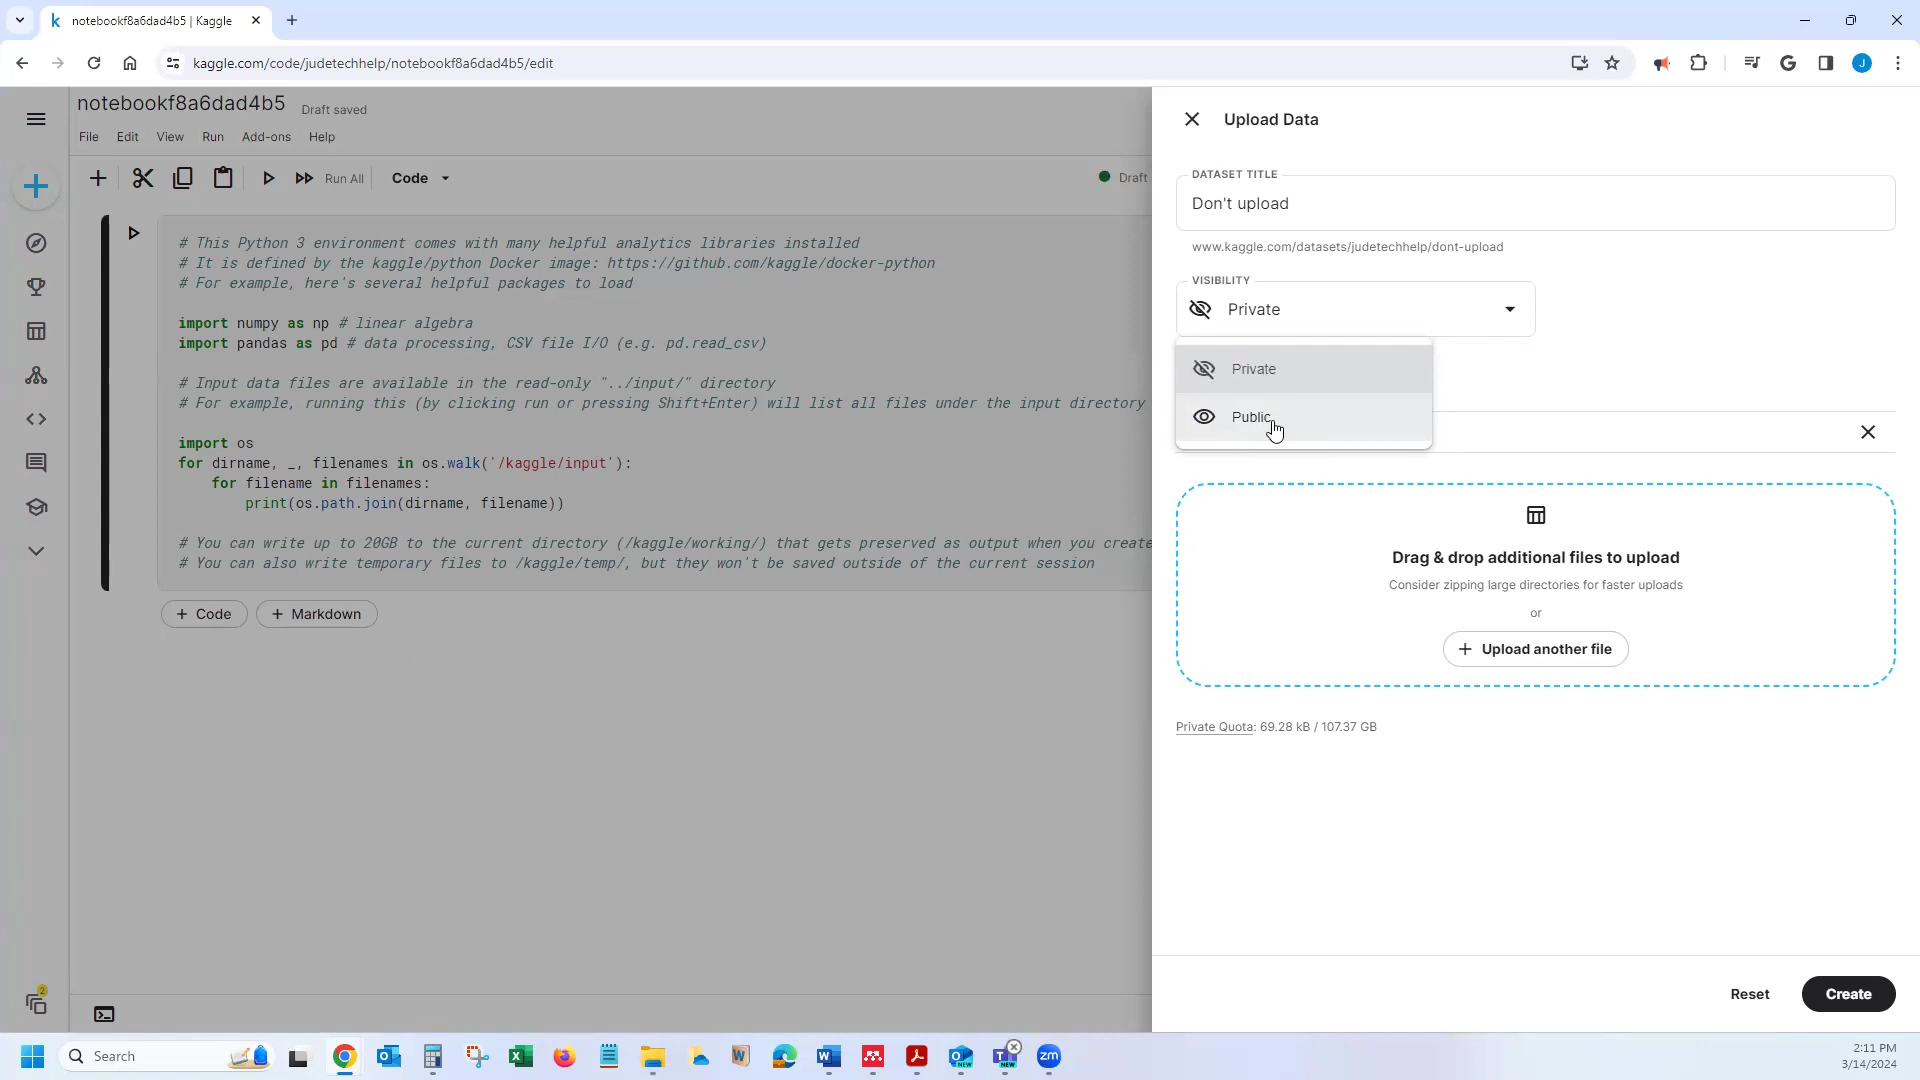 notebookf8a6dad4b5 | Kaggle
kaggle.com/code/judetechhelp/notebookf8a6dad4b5/edit
J
notebookf8a6dad4b5 Draft saved
File Edit View Run Add-ons Help
Run All Code Draft
# This Python 3 environment comes with many helpful analytics libraries installed
# It is defined by the kaggle/python Docker image: https://github.com/kaggle/docker-python
# For example, here's several helpful packages to load
import numpy as np # linear algebra
import pandas as pd # data processing, CSV file I/O (e.g. pd.read_csv)
# Input data files are available in the read-only "../input/" directory
# For example, running this (by clicking run or pressing Shift+Enter) will list all files under the input directory
import os
for dirname, _, filenames in os.walk('/kaggle/input'):
for filename in filenames:
print(os.path.join(dirname, filename))
# You can write up to 20GB to the current directory (/kaggle/working/) that gets preserved as output when you create
# You can also write temporary files to /kaggle/temp/, but they won't be saved outside of the current session
+ Code + Markdown
2
Upload Data
DATASET TITLE
Don't upload
www.kaggle.com/datasets/judetechhelp/dont-upload
VISIBILITY
Private
Private
Public
Drag & drop additional files to upload
Consider zipping large directories for faster uploads
or
+ Upload another file
Private Quota: 69.28 kB / 107.37 GB
Reset Create
Search
2:11 PM
3/14/2024